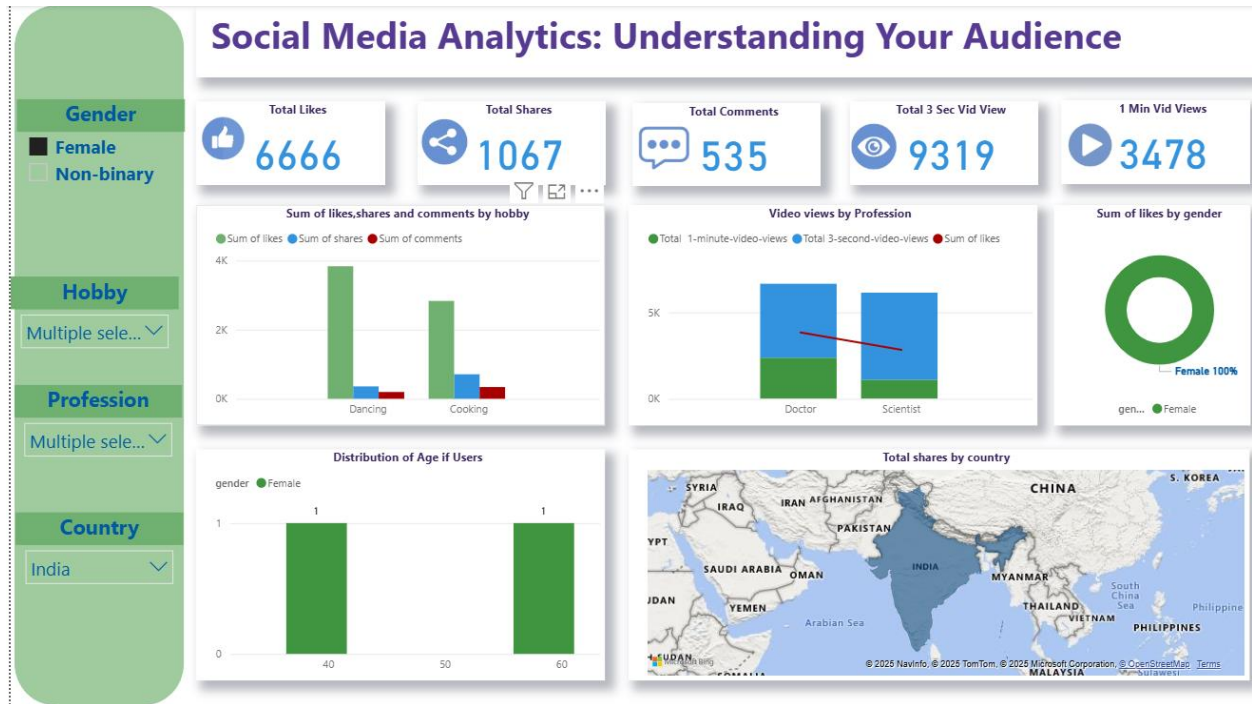 Social Media Analytics: Understanding Your Audience
Gender
Female
Non-binary
Hobby
Multiple sele...
Profession
Multiple sele...
Country
India
Total Likes
6666
Total Shares
1067
Total Comments
535
Total 3 Sec Vid View
9319
1 Min Vid Views
3478
Sum of likes,shares and comments by hobby
Sum of likes Sum of shares Sum of comments
4K
2K
0K
Dancing Cooking
Video views by Profession
Total 1-minute-video-views Total 3-second-video-views Sum of likes
5K
0K
Doctor Scientist
Sum of likes by gender
Female 100%
gen... Female
Distribution of Age if Users
gender Female
1
0
1 1
40 50 60
Total shares by country
SYRIA
IRAQ
IRAN
AFGHANISTAN
CHINA
S. KOREA
PAKISTAN
YPT
SAUDI ARABIA
OMAN
INDIA
MYANMAR
UDAN
YEMEN
Arabian Sea
THAILAND
VIETNAM
South
China
Sea
Philippine
PHILIPPINES
MALAYSIA
Microsoft Bing
© 2025 NavInfo, © 2025 TomTom, © 2025 Microsoft Corporation, © OpenStreetMap Terms